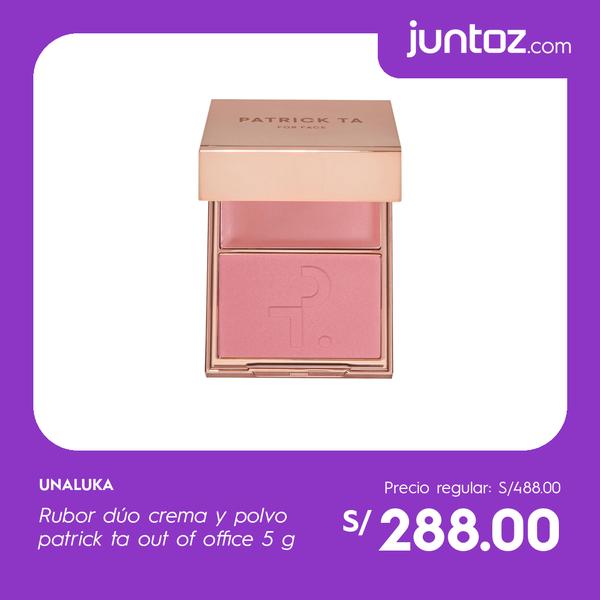 juntoz.com
PATRICK TA
FOR FACE
UNALUKA
Rubor dúo crema y polvo
patrick ta out of office 5 g
Precio regular: S/488.00
S/ 288.00